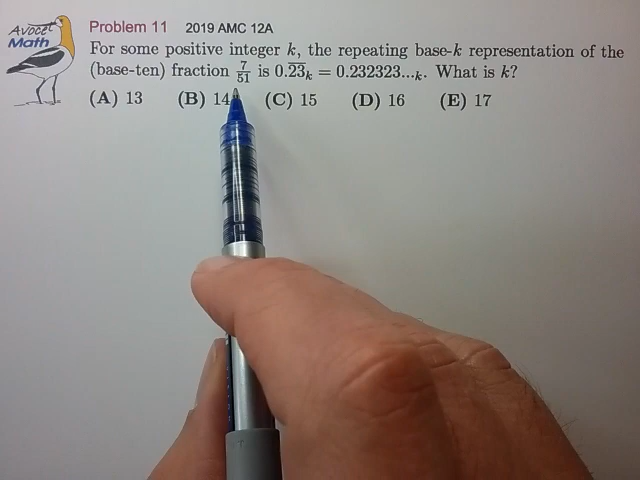 Avocet
Math
Problem 11 2019 AMC 12A
For some positive integer k, the repeating base-k representation of the
(base-ten) fraction 7/51 is 0.\overline{23}_k = 0.232323..._k. What is k?
(A) 13 (B) 14 (C) 15 (D) 16 (E) 17